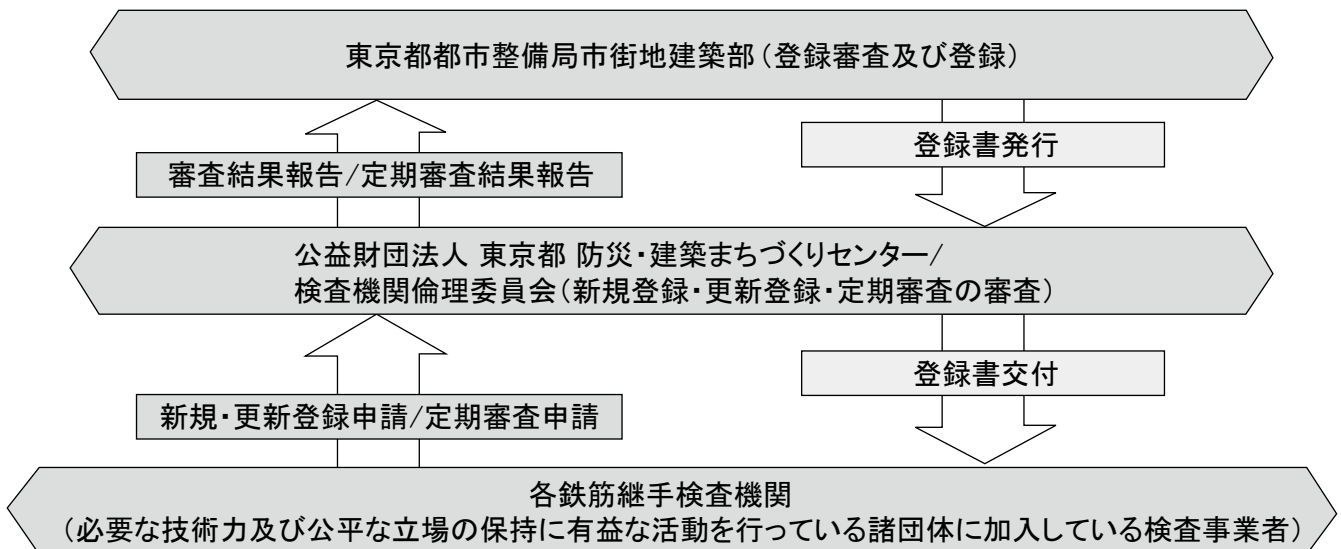 東京都都市整備局市街地建築部（登録審査及び登録）
登録書発行
審査結果報告/定期審査結果報告
公益財団法人 東京都 防災・建築まちづくりセンター/
検査機関倫理委員会（新規登録・更新登録・定期審査の審査）
登録書交付
新規・更新登録申請/定期審査申請
各鉄筋継手検査機関
（必要な技術力及び公平な立場の保持に有益な活動を行っている諸団体に加入している検査事業者）